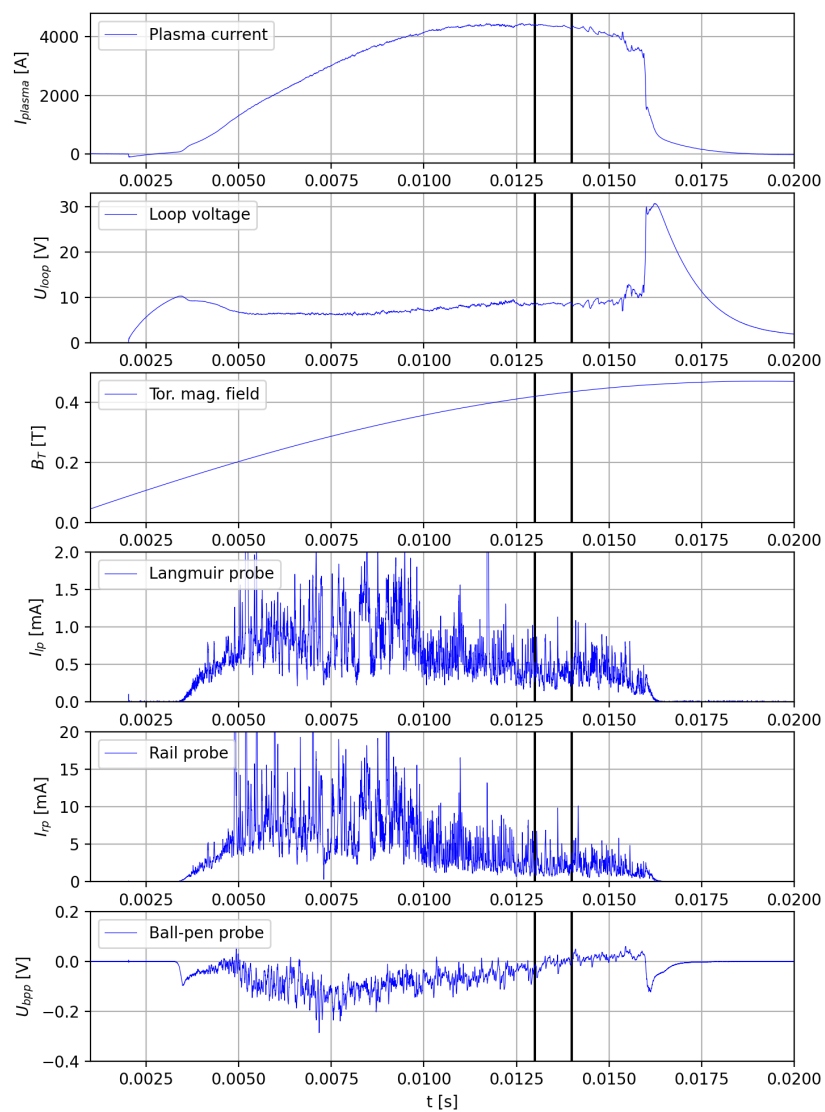 Plasma current
I_plasma [A]
4000
2000
0
0.0025 0.0050 0.0075 0.0100 0.0125 0.0150 0.0175 0.0200
Loop voltage
U_loop [V]
30
20
10
0
0.0025 0.0050 0.0075 0.0100 0.0125 0.0150 0.0175 0.0200
Tor. mag. field
B_T [T]
0.4
0.2
0.0
0.0025 0.0050 0.0075 0.0100 0.0125 0.0150 0.0175 0.0200
Langmuir probe
I_lp [mA]
2.0
1.5
1.0
0.5
0.0
0.0025 0.0050 0.0075 0.0100 0.0125 0.0150 0.0175 0.0200
Rail probe
I_rp [mA]
20
15
10
5
0
0.0025 0.0050 0.0075 0.0100 0.0125 0.0150 0.0175 0.0200
Ball-pen probe
U_bpp [V]
0.2
0.0
−0.2
−0.4
0.0025 0.0050 0.0075 0.0100 0.0125 0.0150 0.0175 0.0200
t [s]